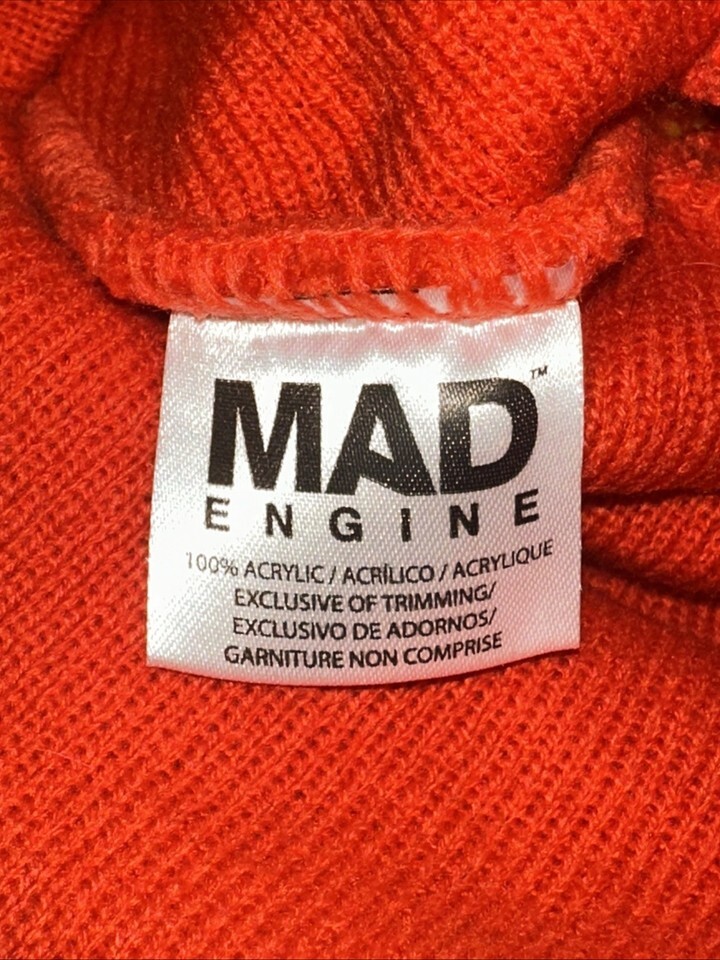 MAD™
ENGINE
100% ACRYLIC / ACRÍLICO / ACRYLIQUE
EXCLUSIVE OF TRIMMING/
EXCLUSIVO DE ADORNOS/
GARNITURE NON COMPRISE